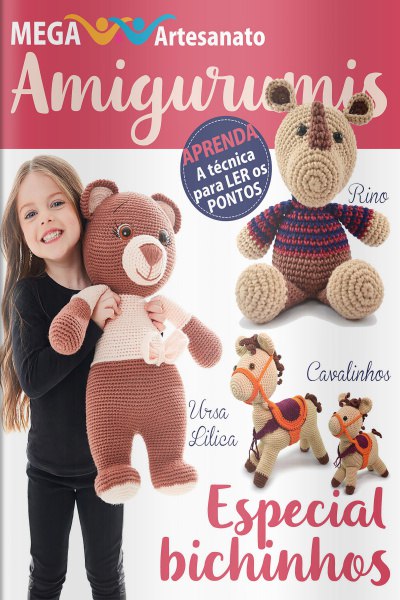 MEGA Artesanato
Amigurumis
APRENDA
A técnica
para LER os
PONTOS
Rino
Cavalinhos
Ursa
Lilica
Especial
bichinhos